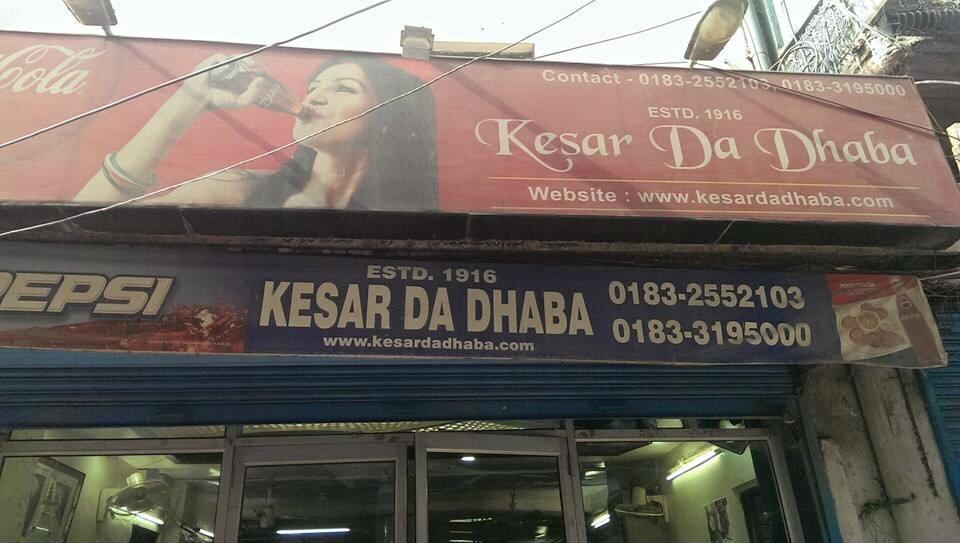 Cola
Contact - 0183-2552103, 0183-3195000
ESTD. 1916
Kesar Da Dhaba
Website : www.kesardadhaba.com
PEPSI
ESTD. 1916
KESAR DA DHABA
www.kesardadhaba.com
0183-2552103
0183-3195000